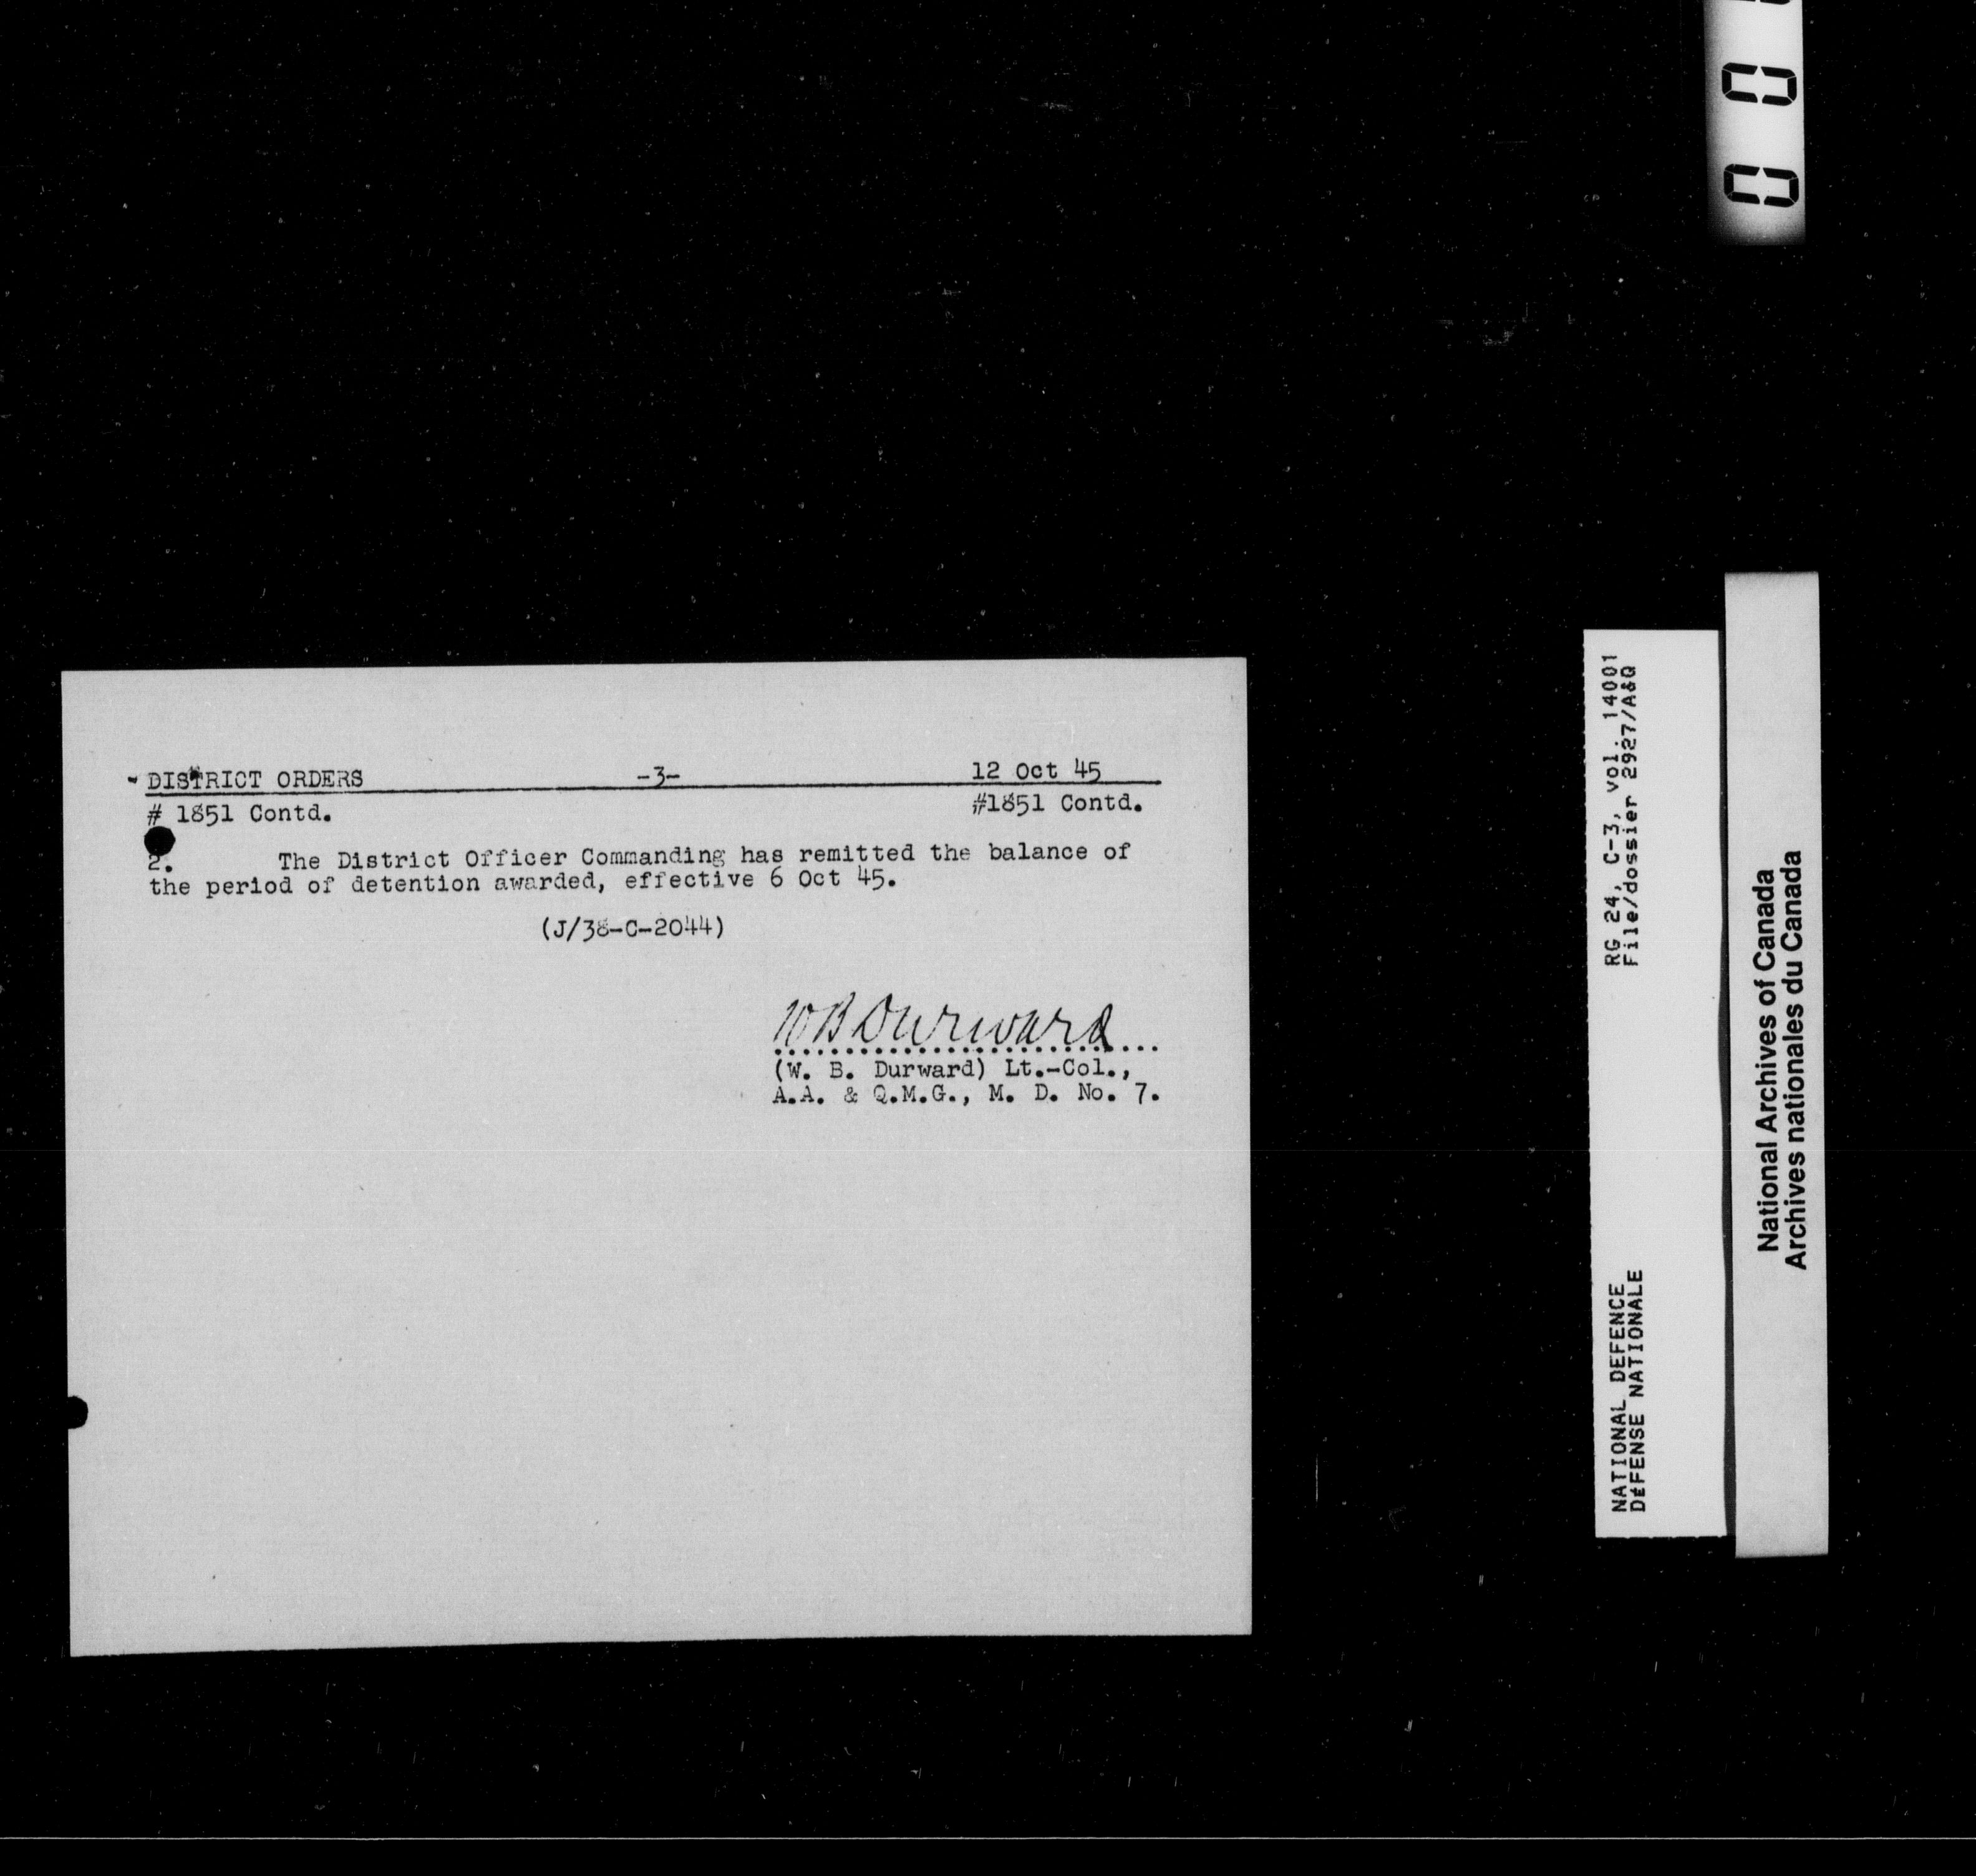 DISTRICT ORDERS -3- 12 Oct 45
# 1851 Contd. #1851 Contd.
2. The District Officer Commanding has remitted the balance of
the period of detention awarded, effective 6 Oct 45.
(J/38-C-2044)
WB Durward
(W. B. Durward) Lt.-Col.,
A.A. & Q.M.G., M. D. No. 7.
RG 24, C-3, vol. 14001
File/dossier 2927/A&Q
NATIONAL DEFENCE
DÉFENSE NATIONALE
National Archives of Canada
Archives nationales du Canada
0 0